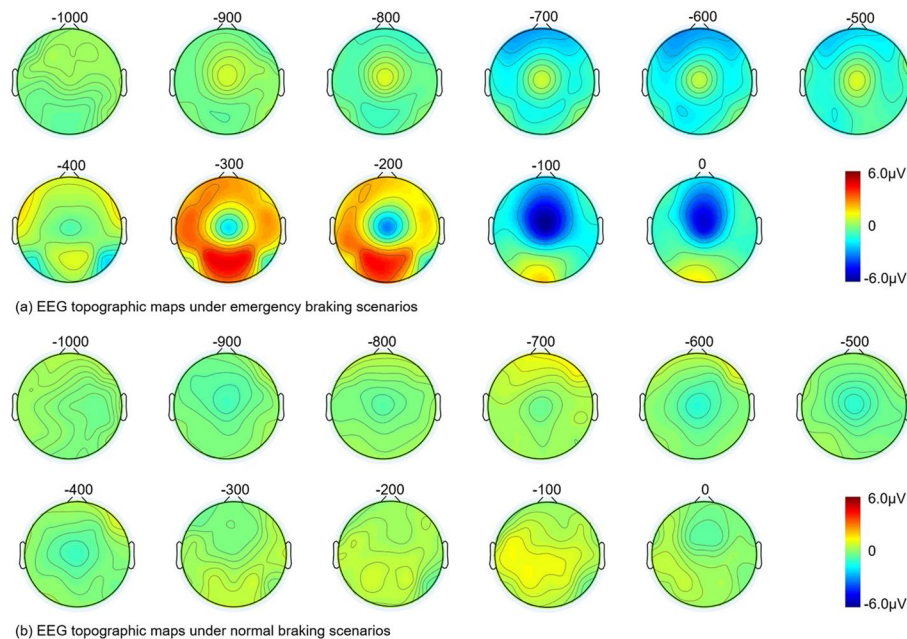 -1000 -900 -800 -700 -600 -500
-400 -300 -200 -100 0
6.0μV
0
-6.0μV
(a) EEG topographic maps under emergency braking scenarios
-1000 -900 -800 -700 -600 -500
-400 -300 -200 -100 0
6.0μV
0
-6.0μV
(b) EEG topographic maps under normal braking scenarios